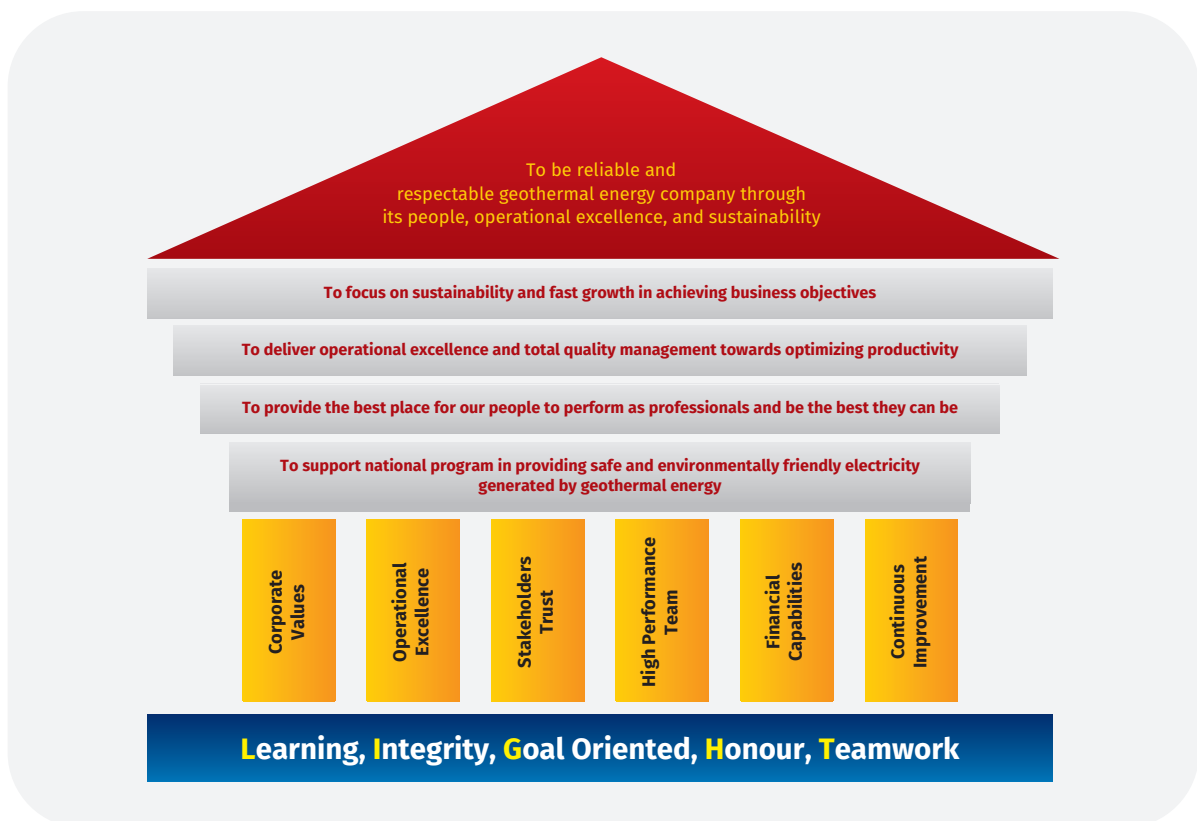 To be reliable and
respectable geothermal energy company through
its people, operational excellence, and sustainability
To focus on sustainability and fast growth in achieving business objectives
To deliver operational excellence and total quality management towards optimizing productivity
To provide the best place for our people to perform as professionals and be the best they can be
To support national program in providing safe and environmentally friendly electricity
generated by geothermal energy
Corporate
Values
Operational
Excellence
Stakeholders
Trust
High Performance
Team
Financial
Capabilities
Continuous
Improvement
Learning, Integrity, Goal Oriented, Honour, Teamwork